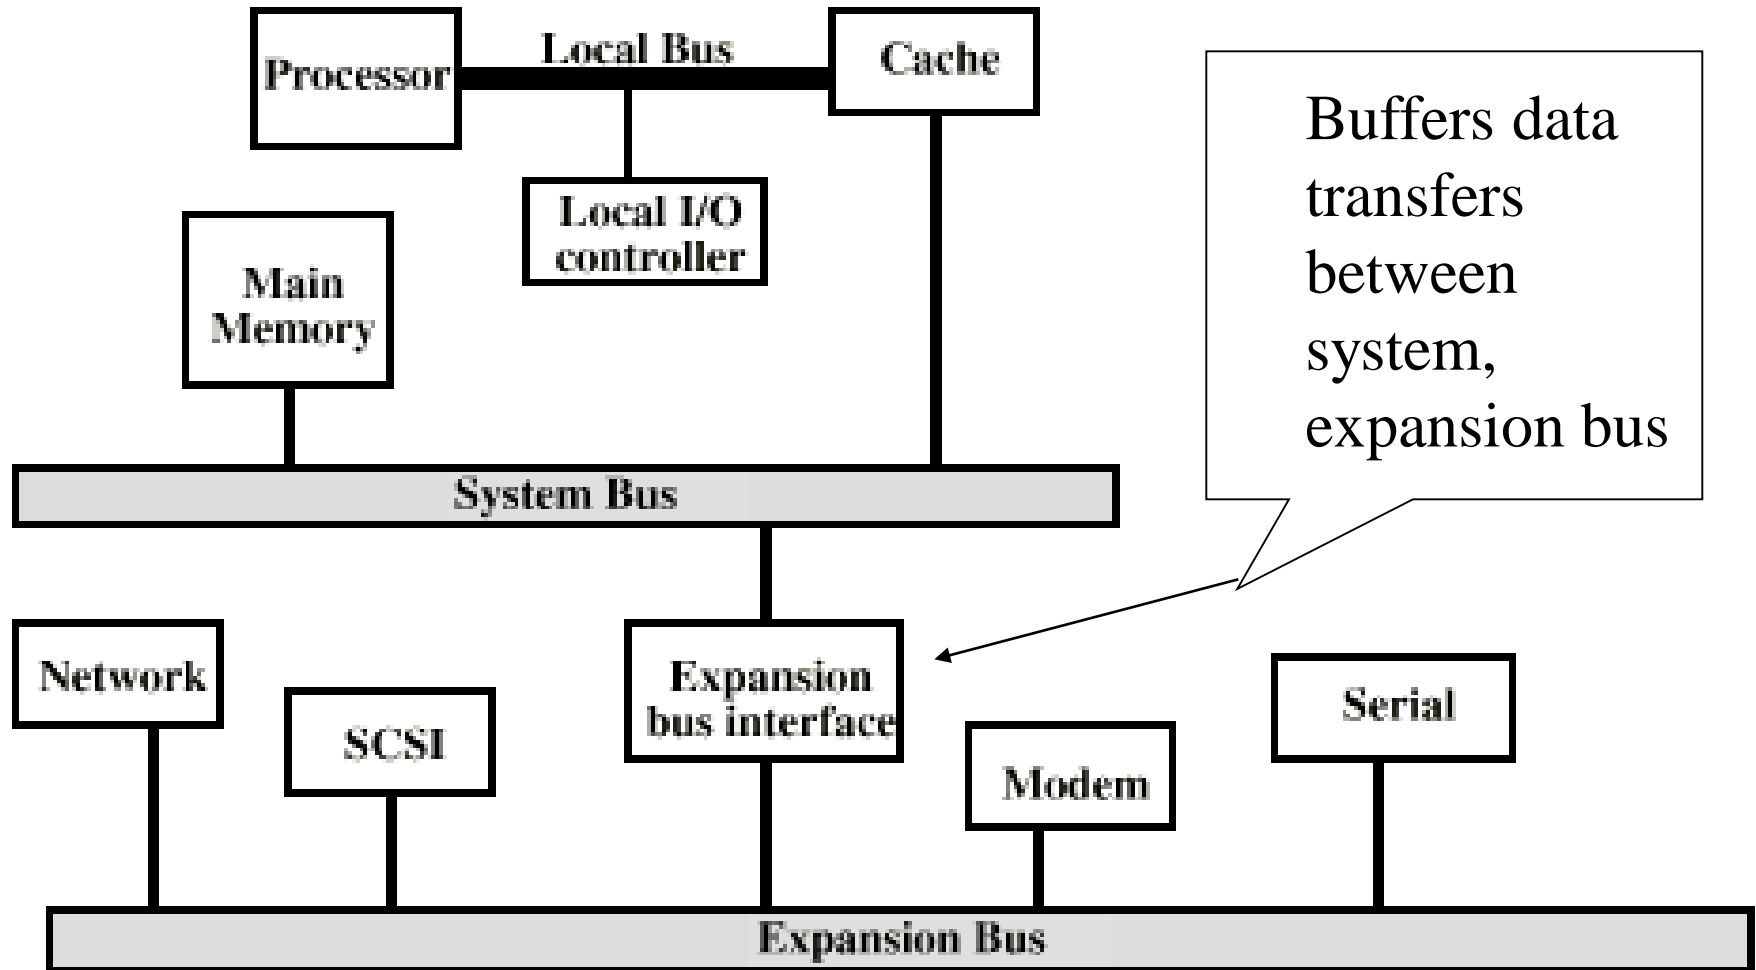 Processor
Local Bus
Cache
Local I/O
controller
Main
Memory
System Bus
Buffers data
transfers
between
system,
expansion bus
Network
SCSI
Expansion
bus interface
Modem
Serial
Expansion Bus